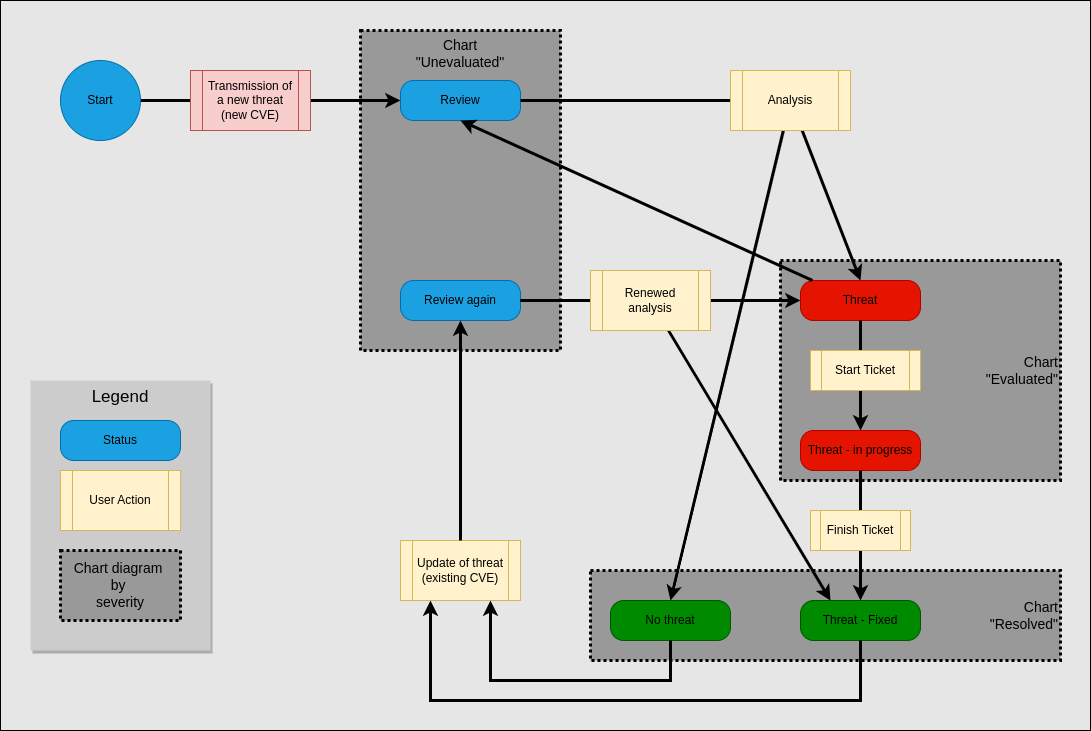 Chart
"Unevaluated"
Start
Transmission of
a new threat
(new CVE)
Review
Analysis
Review again
Renewed
analysis
Threat
Start Ticket
Chart
"Evaluated"
Threat - in progress
Finish Ticket
Legend
Status
User Action
Chart diagram
by
severity
Update of threat
(existing CVE)
No threat
Threat - Fixed
Chart
"Resolved"